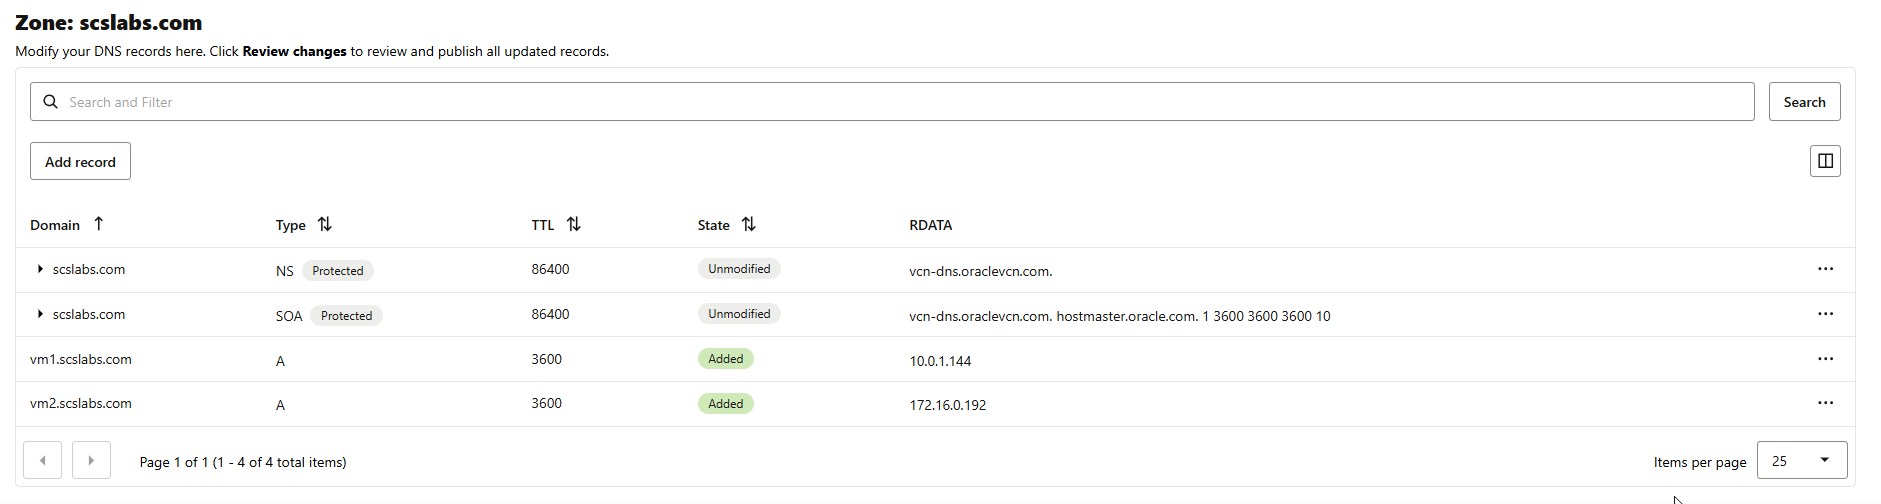 Zone: scslabs.com
Modify your DNS records here. Click Review changes to review and publish all updated records.
Search and Filter
Search
Add record
Domain Type TTL State RDATA
scslabs.com NS Protected 86400 Unmodified vcn-dns.oraclevcn.com.
scslabs.com SOA Protected 86400 Unmodified vcn-dns.oraclevcn.com. hostmaster.oracle.com. 1 3600 3600 3600 10
vm1.scslabs.com A 3600 Added 10.0.1.144
vm2.scslabs.com A 3600 Added 172.16.0.192
Page 1 of 1 (1 - 4 of 4 total items) Items per page 25